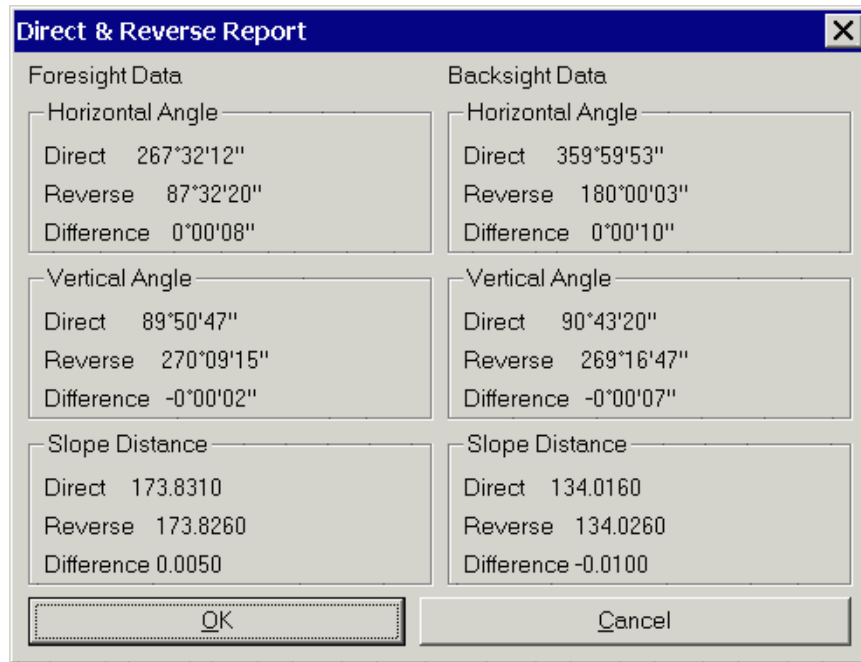 Direct & Reverse Report
Foresight Data
Horizontal Angle
Direct 267°32'12"
Reverse 87°32'20"
Difference 0°00'08"
Vertical Angle
Direct 89°50'47"
Reverse 270°09'15"
Difference -0°00'02"
Slope Distance
Direct 173.8310
Reverse 173.8260
Difference 0.0050
Backsight Data
Horizontal Angle
Direct 359°59'53"
Reverse 180°00'03"
Difference 0°00'10"
Vertical Angle
Direct 90°43'20"
Reverse 269°16'47"
Difference -0°00'07"
Slope Distance
Direct 134.0160
Reverse 134.0260
Difference -0.0100
OK
Cancel